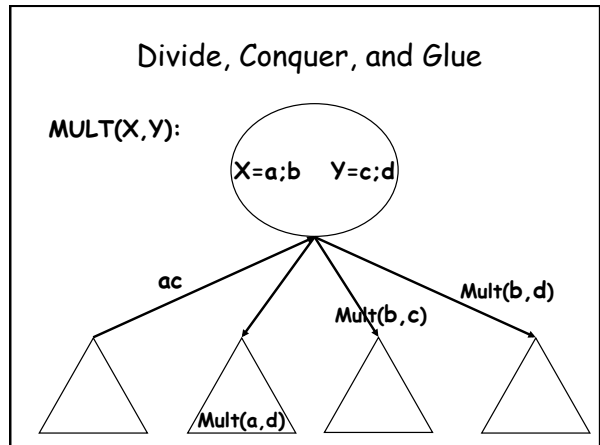 Divide, Conquer, and Glue
MULT(X,Y):
X=a;b Y=c;d
ac
Mult(b,d)
Mult(b,c)
Mult(a,d)